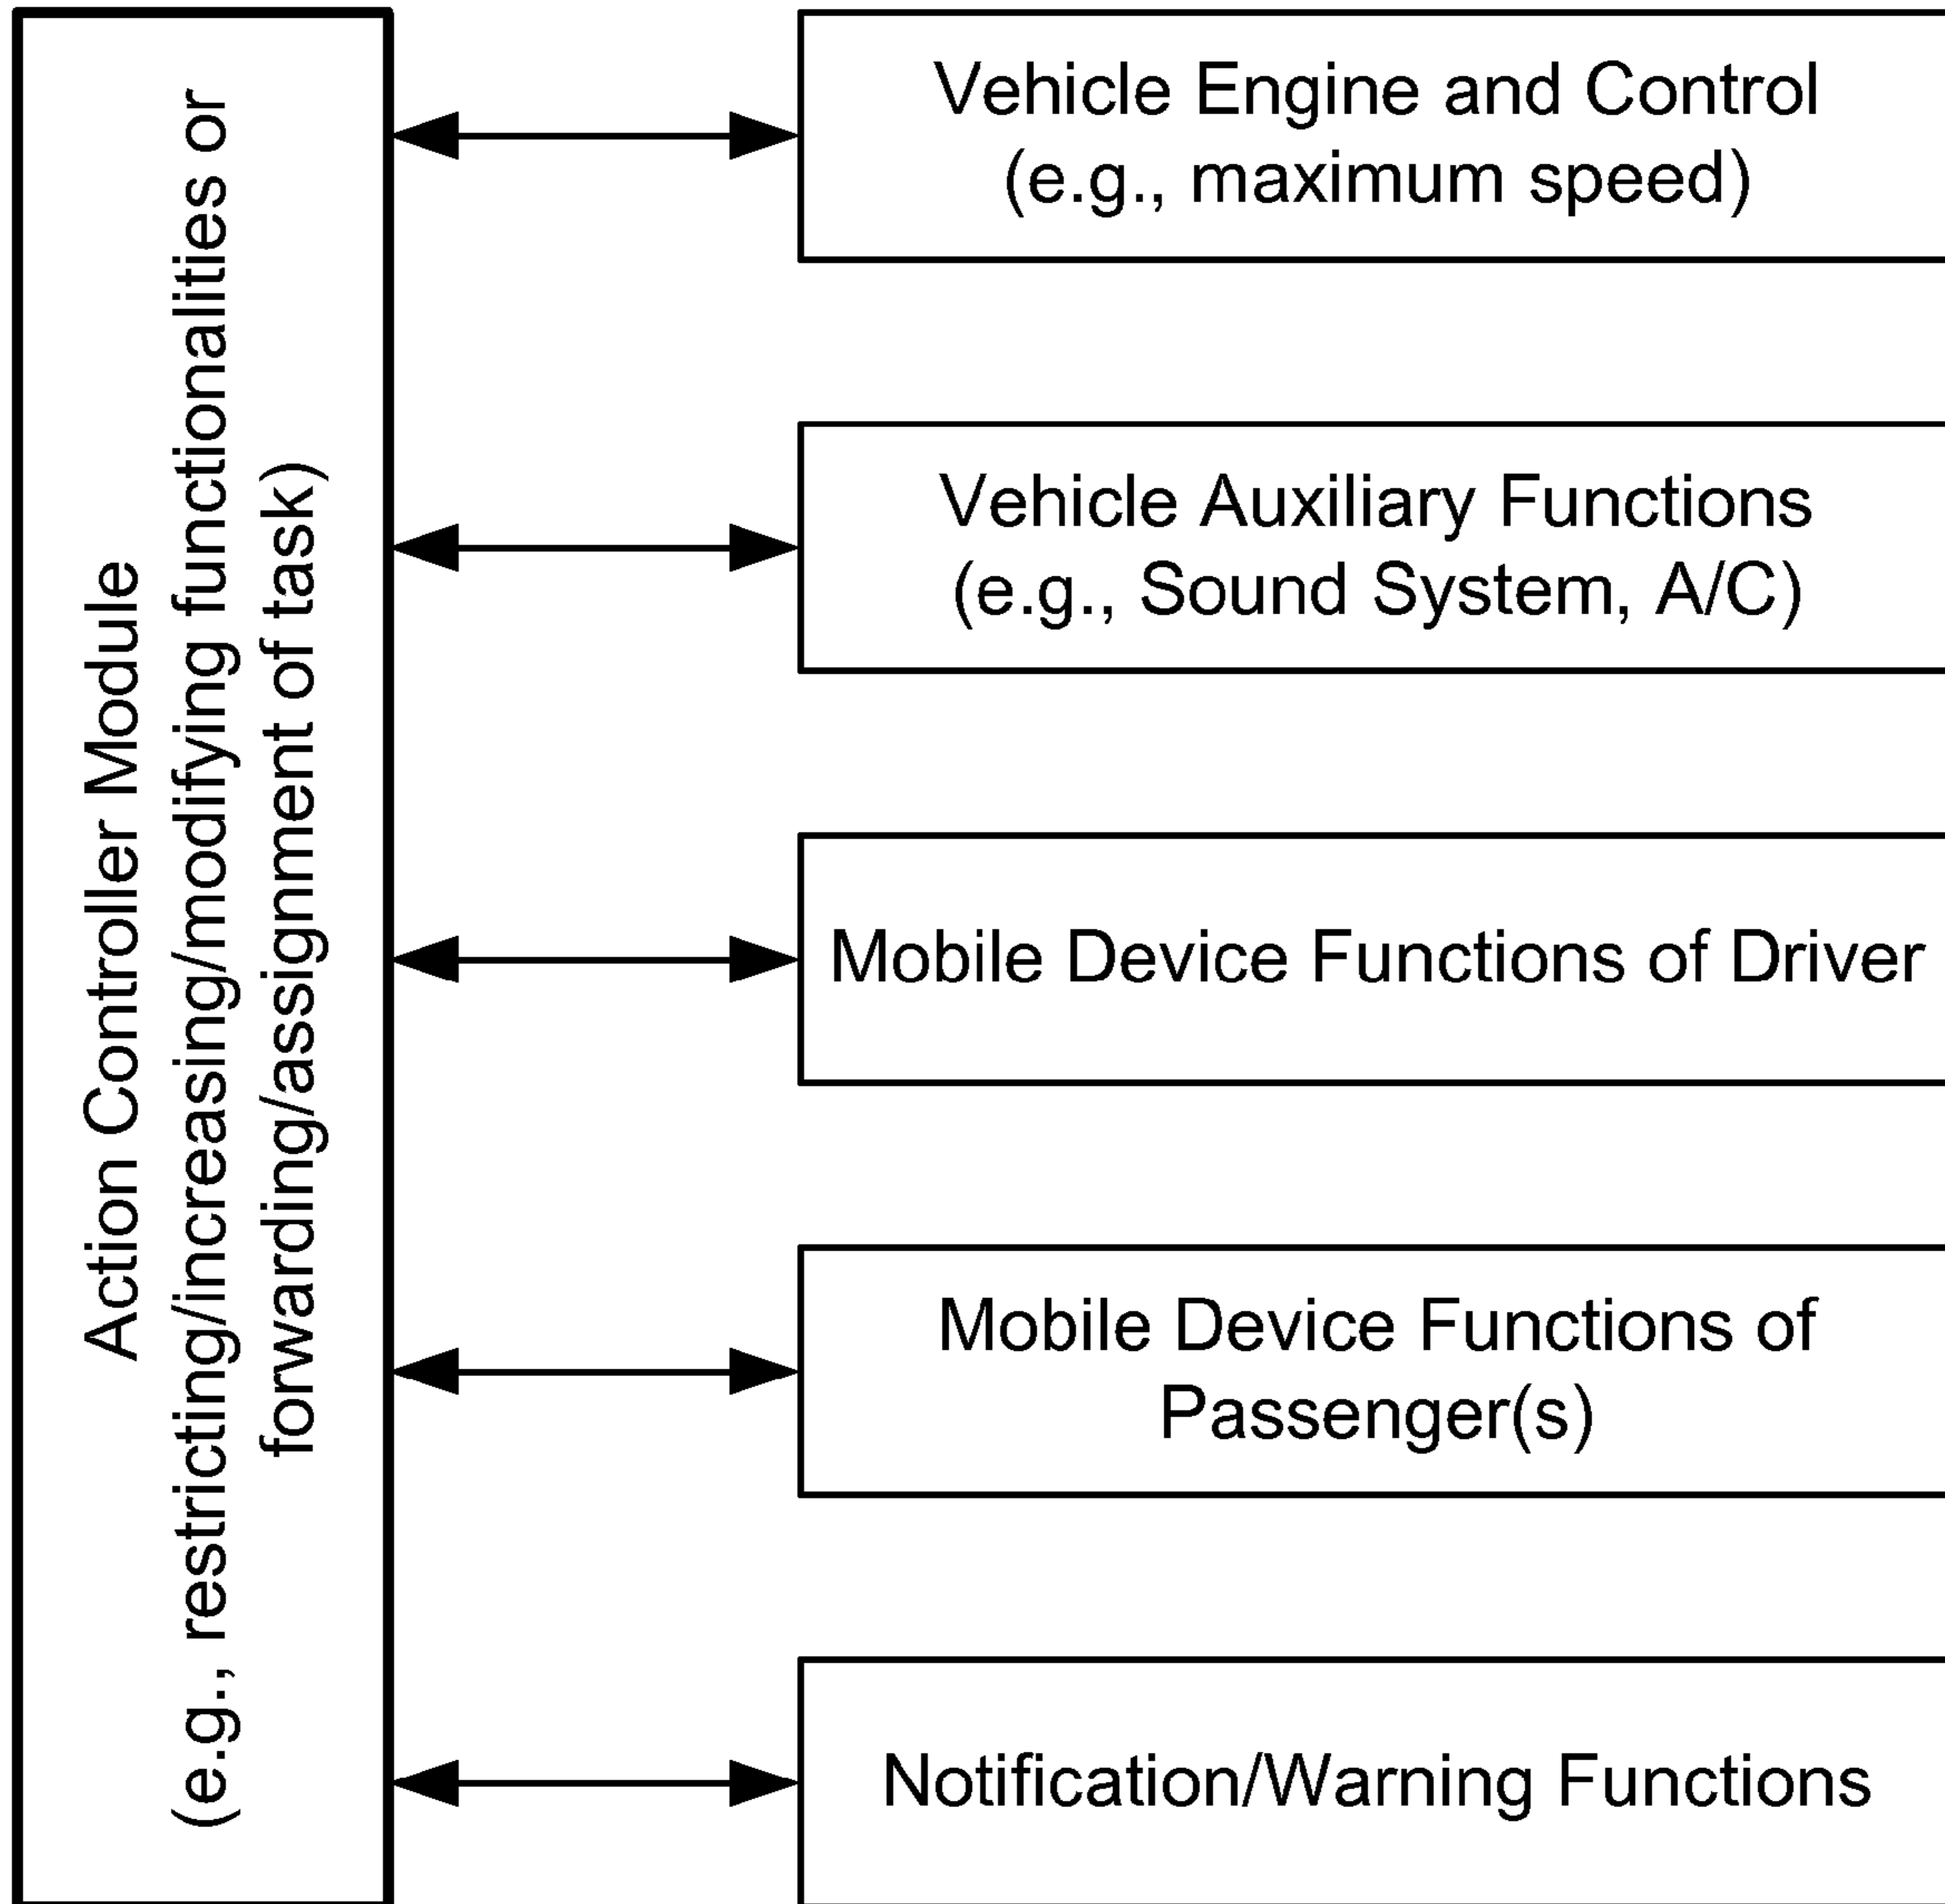 Action Controller Module
(e.g., restricting/increasing/modifying functionalities or
forwarding/assignment of task)
Vehicle Engine and Control
(e.g., maximum speed)
Vehicle Auxiliary Functions
(e.g., Sound System, A/C)
Mobile Device Functions of Driver
Mobile Device Functions of
Passenger(s)
Notification/Warning Functions